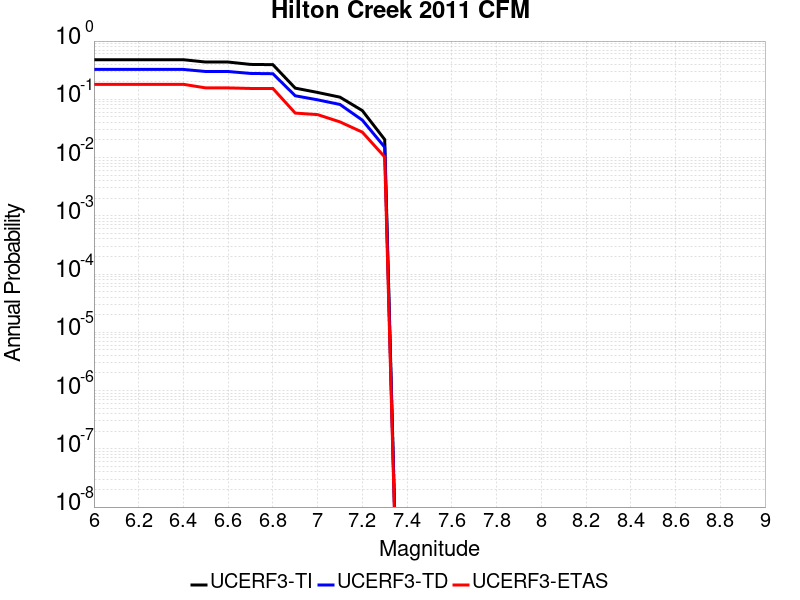 Hilton Creek 2011 CFM
Annual Probability
10^0
10^-1
10^-2
10^-3
10^-4
10^-5
10^-6
10^-7
10^-8
6 6.2 6.4 6.6 6.8 7 7.2 7.4 7.6 7.8 8 8.2 8.4 8.6 8.8 9
Magnitude
UCERF3-TI UCERF3-TD UCERF3-ETAS